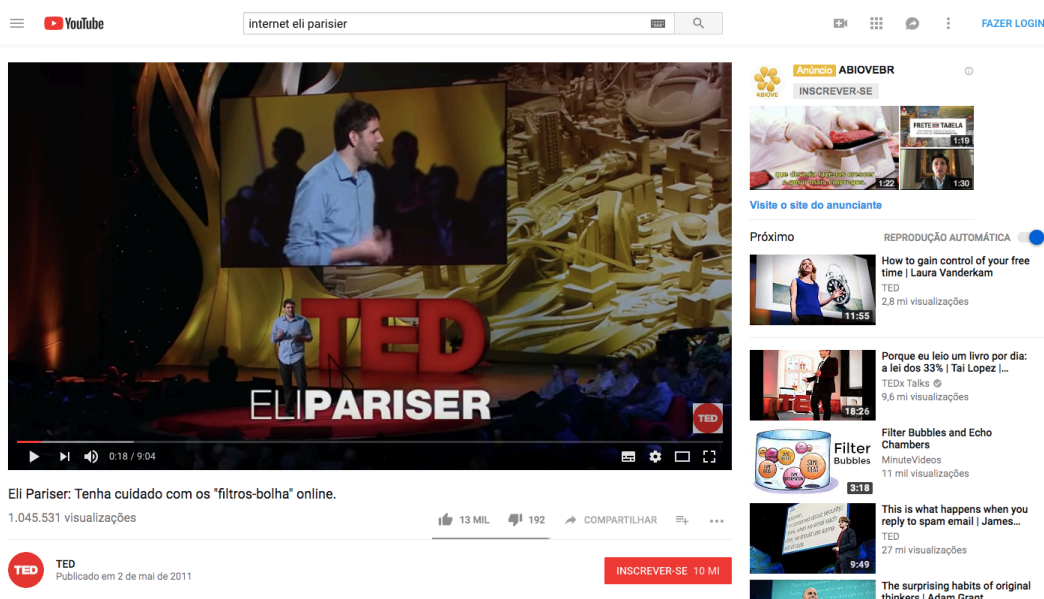 YouTube
internet eli parisier
FAZER LOGIN
TED
ELIPARISER
TED
0:18 / 9:04
Eli Pariser: Tenha cuidado com os "filtros-bolha" online.
1.045.531 visualizações
13 MIL
192
COMPARTILHAR
TED
TED
Publicado em 2 de mai de 2011
INSCREVER-SE 10 MI
ABIOVE
Anúncio ABIOVEBR
INSCREVER-SE
1:22
FRETE SEM TABELA
1:19
1:30
Visite o site do anunciante
Próximo
REPRODUÇÃO AUTOMÁTICA
11:55
How to gain control of your free
time | Laura Vanderkam
TED
2,8 mi visualizações
TED
18:26
Porque eu leio um livro por dia:
a lei dos 33% | Tai Lopez |...
TEDx Talks
9,6 mi visualizações
Filter
Bubbles
3:18
Filter Bubbles and Echo
Chambers
MinuteVideos
11 mil visualizações
9:49
This is what happens when you
reply to spam email | James...
TED
27 mi visualizações
The surprising habits of original
thinkers | Adam Grant